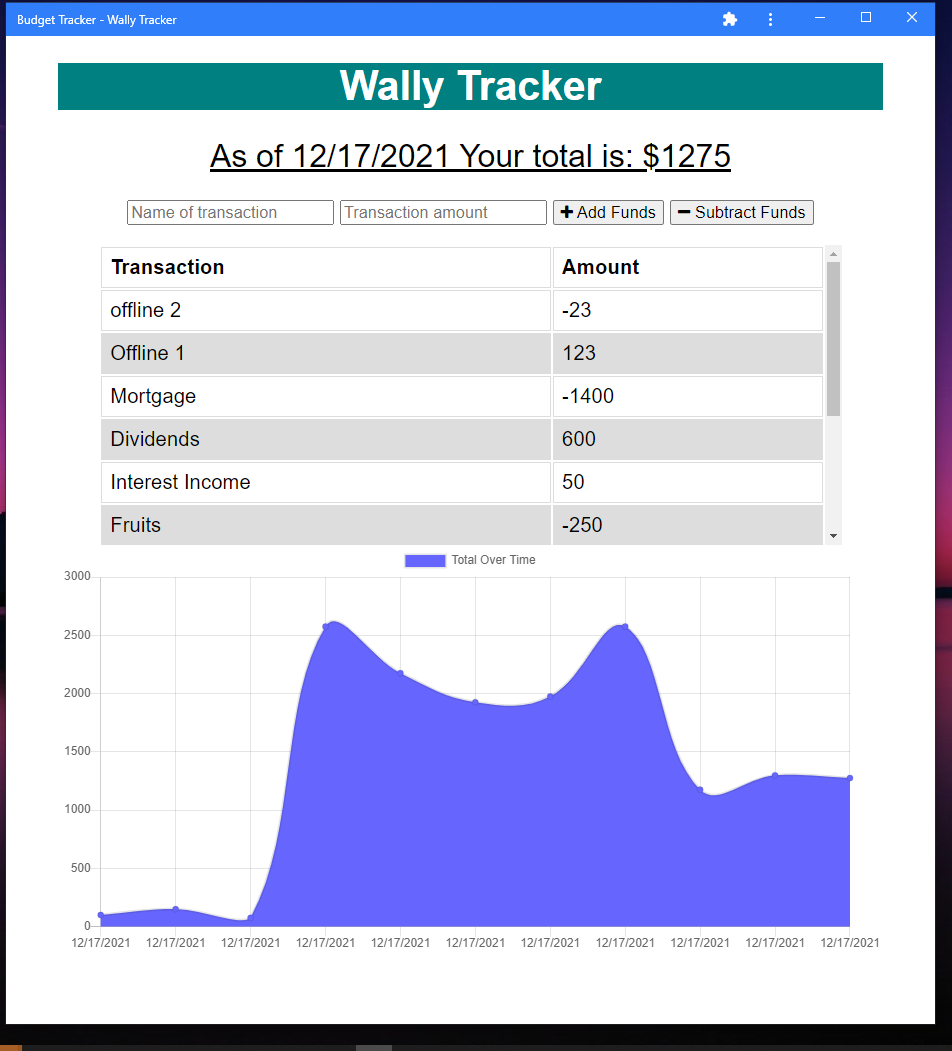 Budget Tracker - Wally Tracker
Wally Tracker
As of 12/17/2021 Your total is: $1275
Name of transaction Transaction amount Add Funds Subtract Funds
Transaction Amount
offline 2 -23
Offline 1 123
Mortgage -1400
Dividends 600
Interest Income 50
Fruits -250
Total Over Time
3000
2500
2000
1500
1000
500
0
12/17/2021 12/17/2021 12/17/2021 12/17/2021 12/17/2021 12/17/2021 12/17/2021 12/17/2021 12/17/2021 12/17/2021 12/17/2021